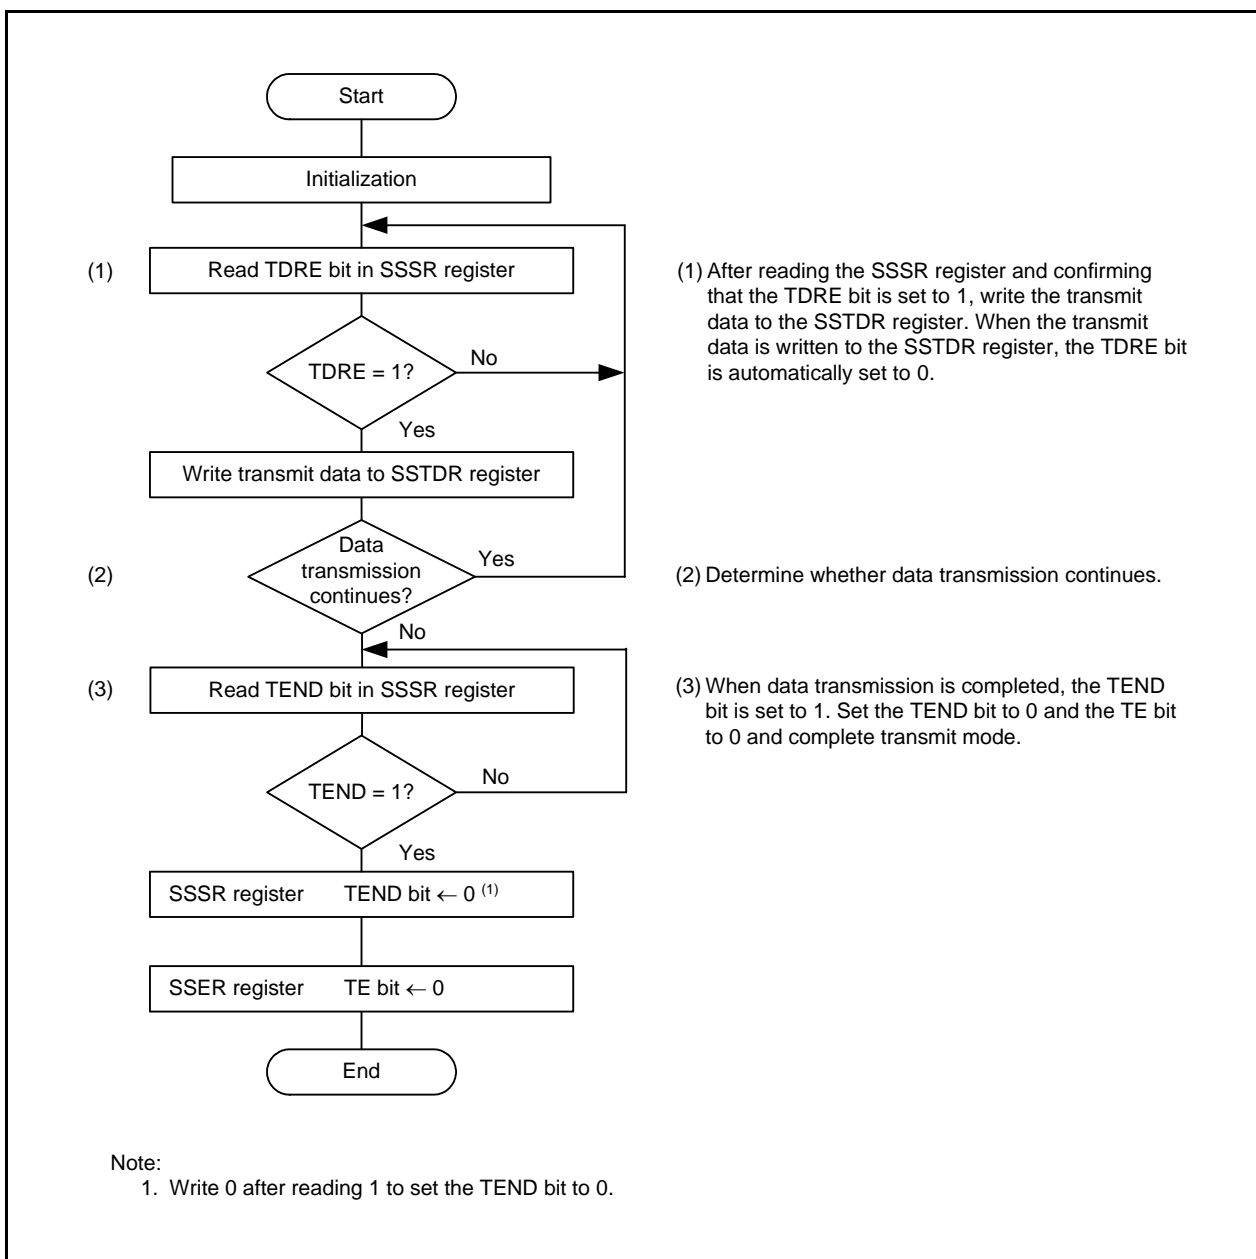 Start
Initialization
(1)
Read TDRE bit in SSSR register
(1) After reading the SSSR register and confirming
that the TDRE bit is set to 1, write the transmit
data to the SSTDR register. When the transmit
data is written to the SSTDR register, the TDRE bit
is automatically set to 0.
TDRE = 1?
No
Yes
Write transmit data to SSTDR register
(2)
Data
transmission
continues?
Yes
(2) Determine whether data transmission continues.
No
(3)
Read TEND bit in SSSR register
(3) When data transmission is completed, the TEND
bit is set to 1. Set the TEND bit to 0 and the TE bit
to 0 and complete transmit mode.
TEND = 1?
No
Yes
SSSR register TEND bit ← 0 (1)
SSER register TE bit ← 0
End
Note:
1. Write 0 after reading 1 to set the TEND bit to 0.